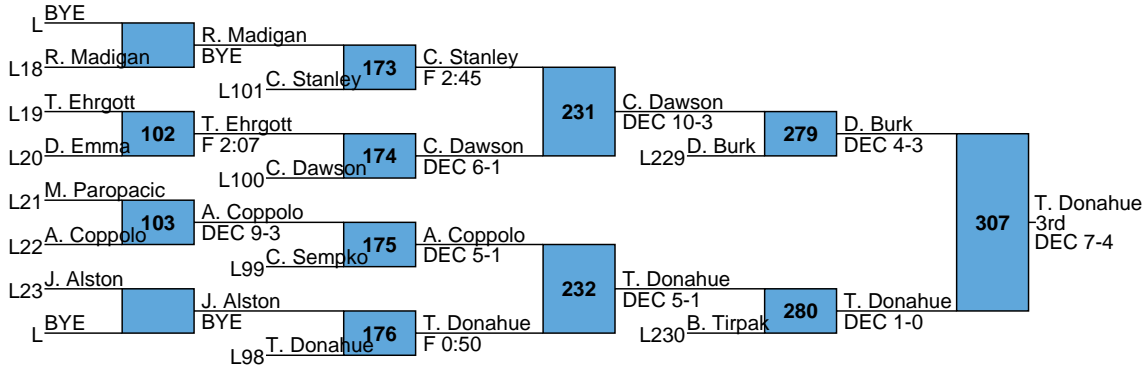 L BYE
L18 R. Madigan
R. Madigan
BYE
L101 C. Stanley
173
C. Stanley
F 2:45
L19 T. Ehrgott
102
L20 D. Emma
T. Ehrgott
F 2:07
L100 C. Dawson
174
C. Dawson
DEC 6-1
231
C. Dawson
DEC 10-3
L229 D. Burk
279
D. Burk
DEC 4-3
L21 M. Paropacic
103
L22 A. Coppolo
A. Coppolo
DEC 9-3
L99 C. Sempko
175
A. Coppolo
DEC 5-1
L23 J. Alston
L BYE
J. Alston
BYE
L98 T. Donahue
176
T. Donahue
F 0:50
232
T. Donahue
DEC 5-1
L230 B. Tirpak
280
T. Donahue
DEC 1-0
307
T. Donahue
3rd
DEC 7-4